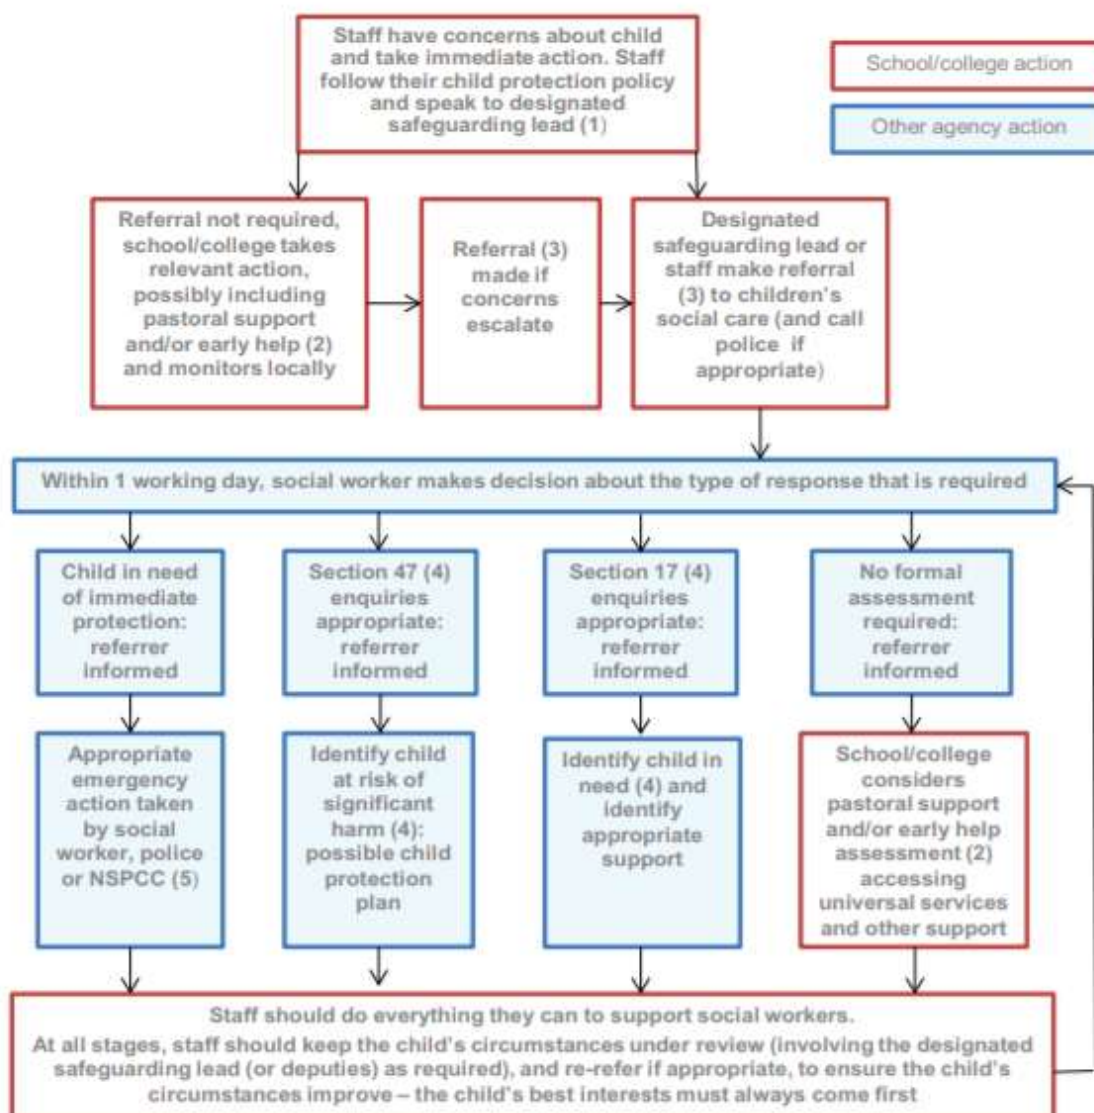 Staff have concerns about child
and take immediate action. Staff
follow their child protection policy
and speak to designated
safeguarding lead (1)
School/college action
Other agency action
Referral not required,
school/college takes
relevant action,
possibly including
pastoral support
and/or early help (2)
and monitors locally
Referral (3)
made if
concerns
escalate
Designated
safeguarding lead or
staff make referral
(3) to children's
social care (and call
police if
appropriate)
Within 1 working day, social worker makes decision about the type of response that is required
Child in need
of immediate
protection:
referrer
informed
Section 47 (4)
enquiries
appropriate:
referrer
informed
Section 17 (4)
enquiries
appropriate:
referrer
informed
No formal
assessment
required:
referrer
informed
Appropriate
emergency
action taken
by social
worker, police
or NSPCC (5)
Identify child
at risk of
significant
harm (4):
possible child
protection
plan
Identify child in
need (4) and
identify
appropriate
support
School/college
considers
pastoral support
and/or early help
assessment (2)
accessing
universal services
and other support
Staff should do everything they can to support social workers.
At all stages, staff should keep the child's circumstances under review (involving the designated
safeguarding lead (or deputies) as required), and re-refer if appropriate, to ensure the child's
circumstances improve – the child's best interests must always come first